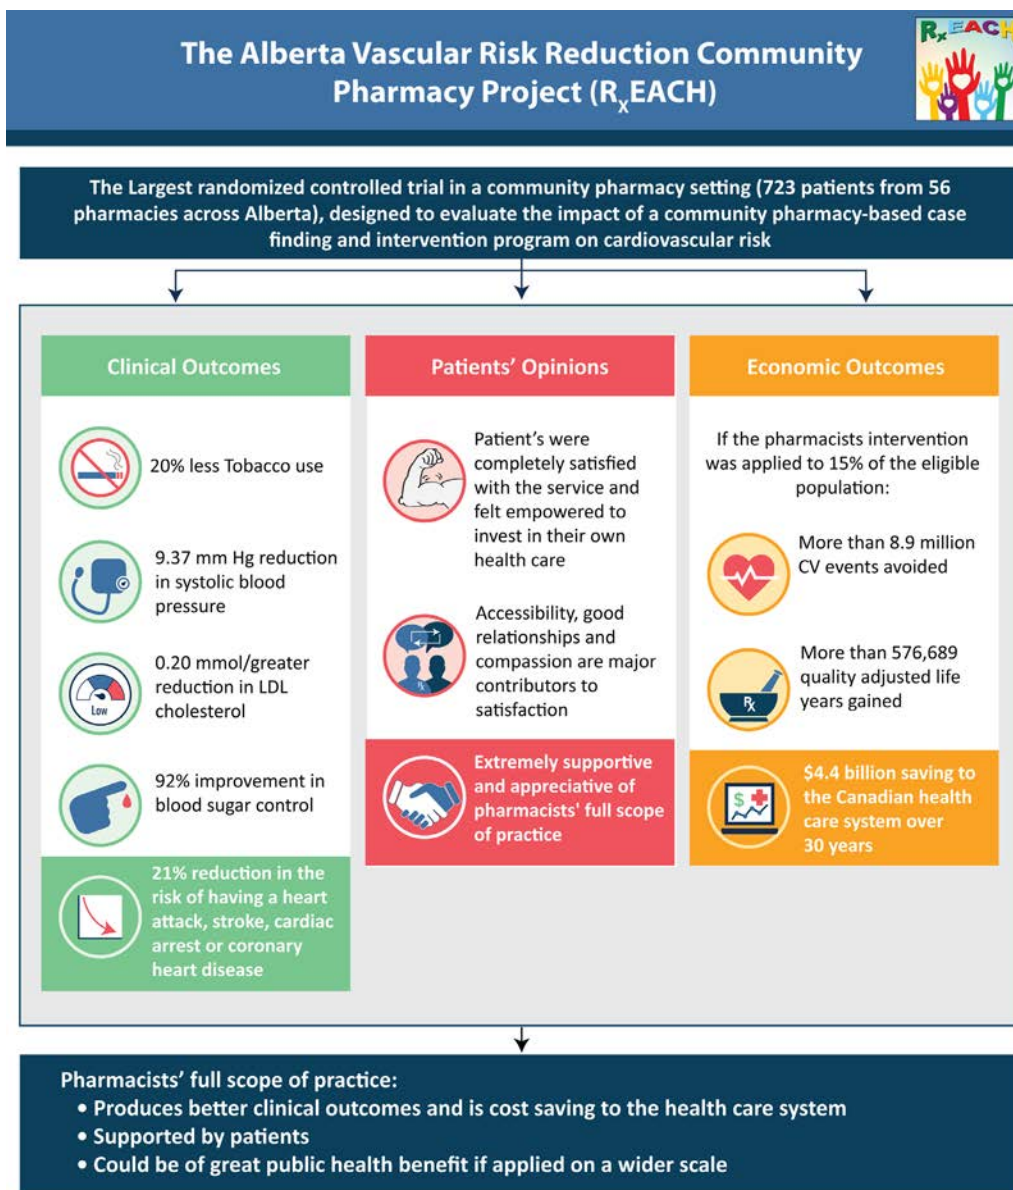 The Alberta Vascular Risk Reduction Community
Pharmacy Project (RxEACH)
RxEACH
The Largest randomized controlled trial in a community pharmacy setting (723 patients from 56
pharmacies across Alberta), designed to evaluate the impact of a community pharmacy-based case
finding and intervention program on cardiovascular risk
Clinical Outcomes
20% less Tobacco use
9.37 mm Hg reduction
in systolic blood
pressure
Low
0.20 mmol/greater
reduction in LDL
cholesterol
92% improvement in
blood sugar control
21% reduction in the
risk of having a heart
attack, stroke, cardiac
arrest or coronary
heart disease
Patients' Opinions
Patient's were
completely satisfied
with the service and
felt empowered to
invest in their own
health care
Rx
Accessibility, good
relationships and
compassion are major
contributors to
satisfaction
Extremely supportive
and appreciative of
pharmacists' full scope
of practice
Economic Outcomes
If the pharmacists intervention
was applied to 15% of the eligible
population:
More than 8.9 million
CV events avoided
Rx
More than 576,689
quality adjusted life
years gained
$
$4.4 billion saving to
the Canadian health
care system over
30 years
Pharmacists' full scope of practice:
• Produces better clinical outcomes and is cost saving to the health care system
• Supported by patients
• Could be of great public health benefit if applied on a wider scale